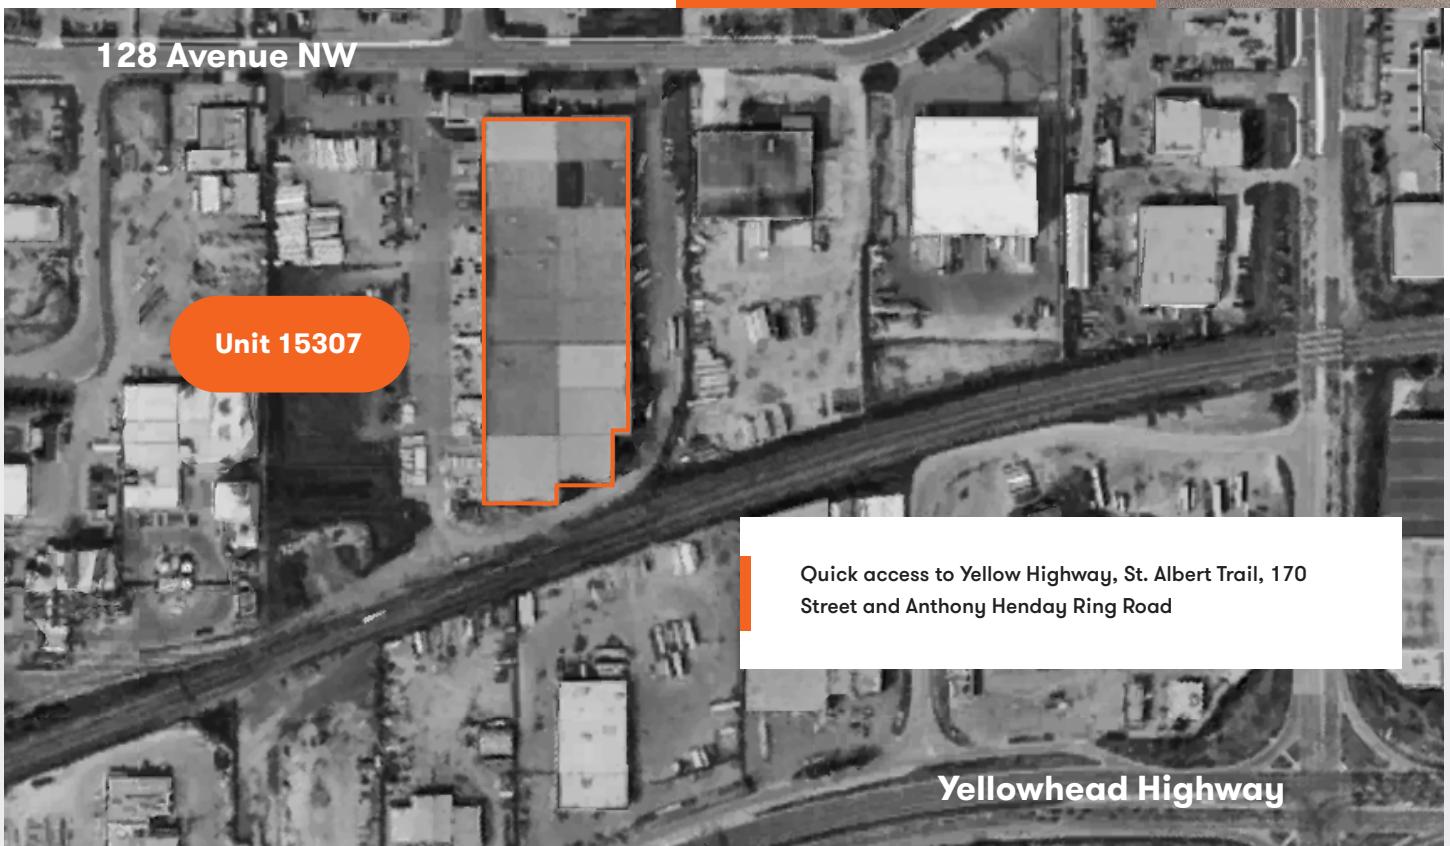 128 Avenue NW
Unit 15307
Quick access to Yellow Highway, St. Albert Trail, 170
Street and Anthony Henday Ring Road
Yellowhead Highway